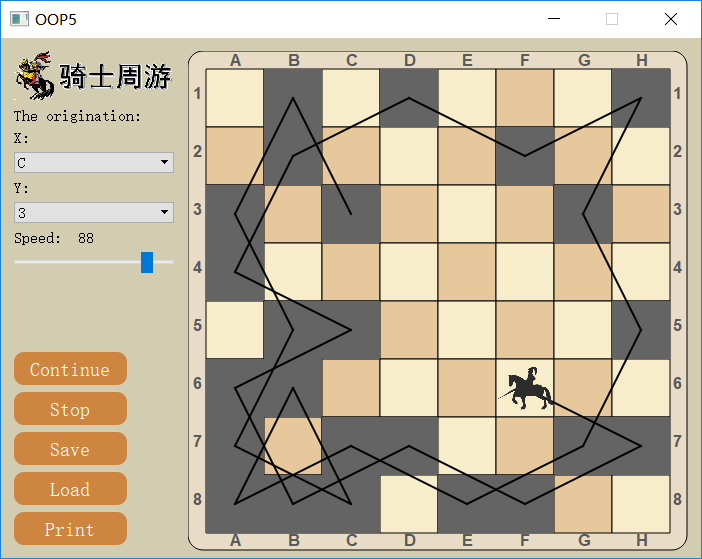 OOP5
骑士周游
The origination:
X:
C
Y:
3
Speed: 88
Continue
Stop
Save
Load
Print
A B C D E F G H
1 1
2 2
3 3
4 4
5 5
6 6
7 7
8 8
A B C D E F G H